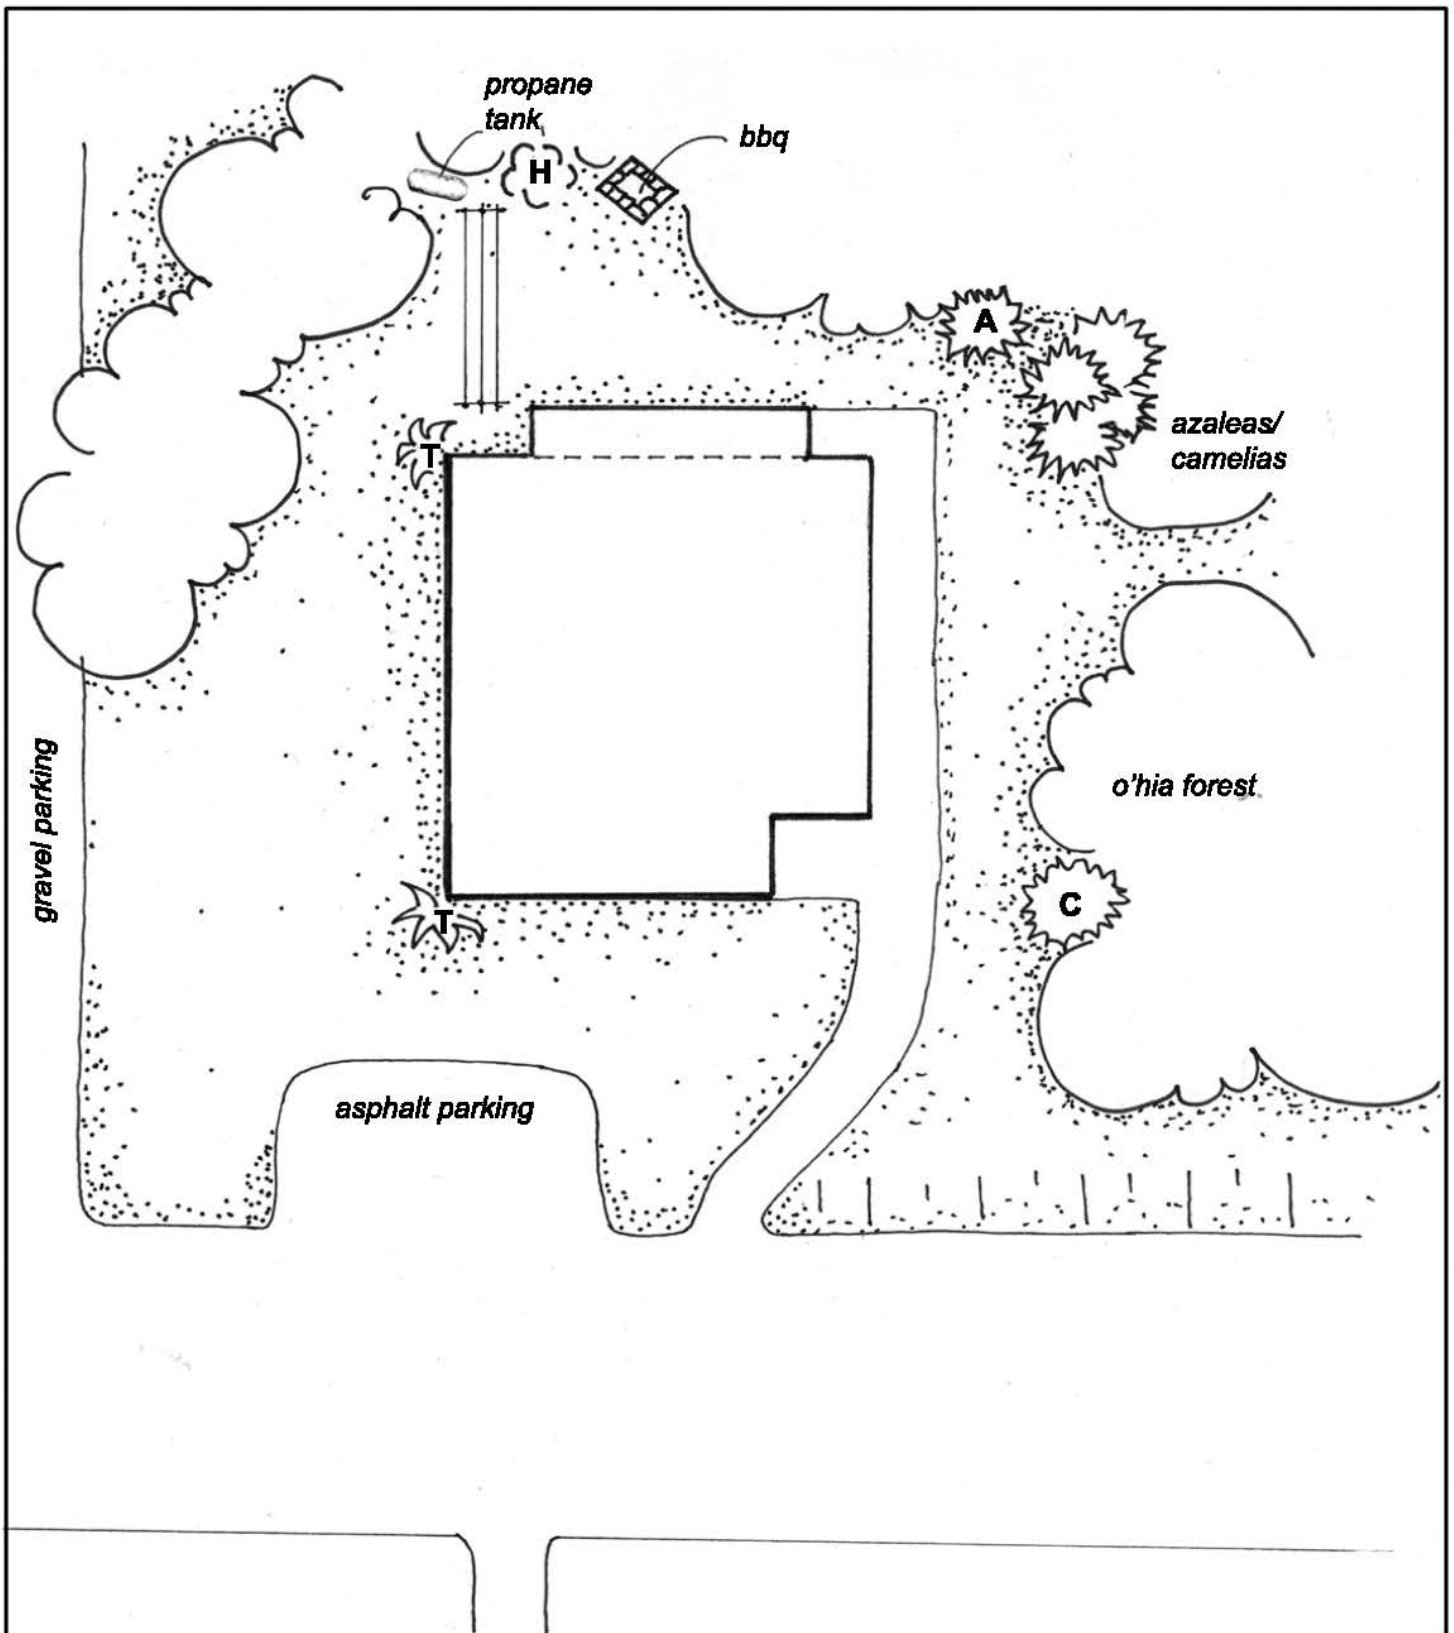 propane
tank
bbq
H
A
azaleas/
camelias
T
gravel parking
o'hia forest
C
T
asphalt parking